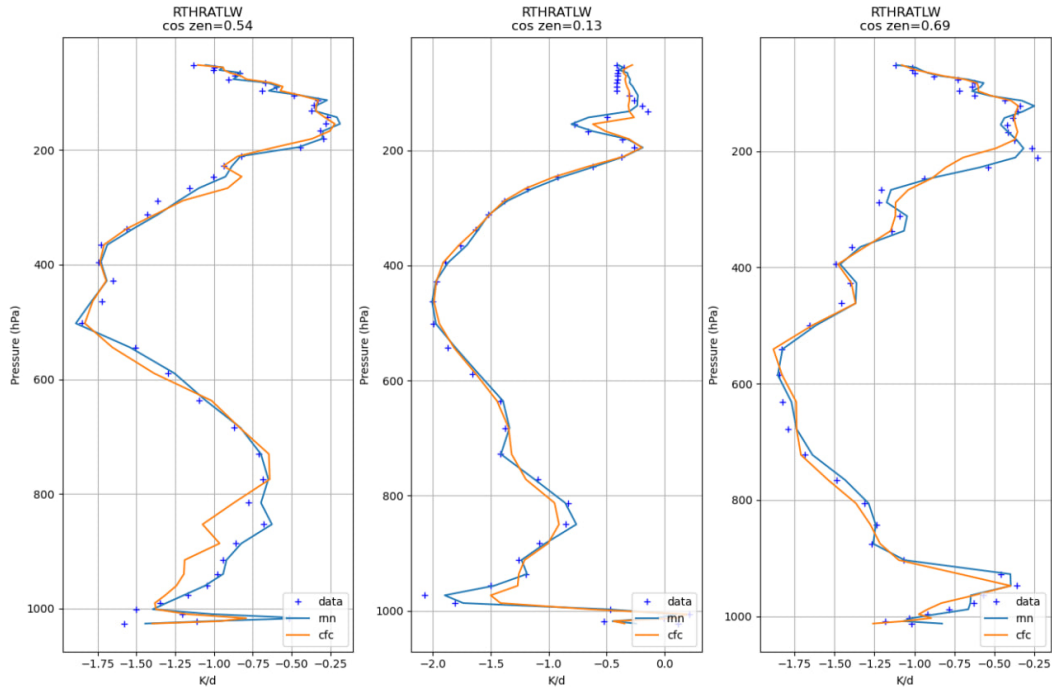 RTHRATLW
cos zen=0.54
Pressure (hPa)
200
400
600
800
1000
−1.75
−1.50
−1.25
−1.00
−0.75
−0.50
−0.25
K/d
data
rnn
cfc
RTHRATLW
cos zen=0.13
Pressure (hPa)
200
400
600
800
1000
−2.0
−1.5
−1.0
−0.5
0.0
K/d
data
rnn
cfc
RTHRATLW
cos zen=0.69
Pressure (hPa)
200
400
600
800
1000
−1.75
−1.50
−1.25
−1.00
−0.75
−0.50
−0.25
K/d
data
rnn
cfc